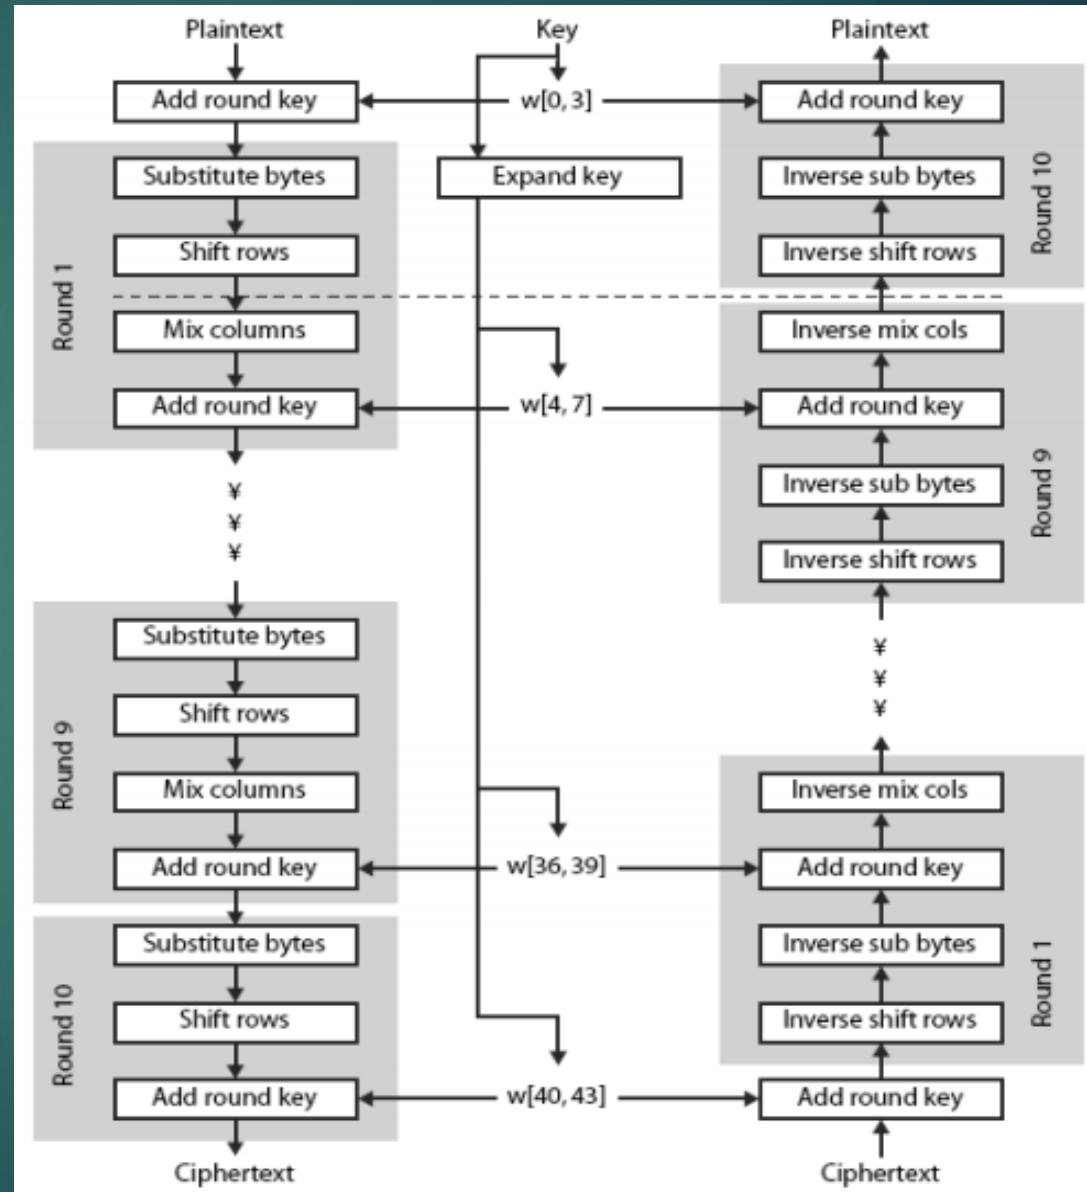 Plaintext
Add round key
Round 1
Substitute bytes
Shift rows
Mix columns
Add round key
¥
¥
¥
Round 9
Substitute bytes
Shift rows
Mix columns
Add round key
Round 10
Substitute bytes
Shift rows
Add round key
Ciphertext
Key
w[0, 3]
Expand key
w[4, 7]
w[36, 39]
w[40, 43]
Plaintext
Add round key
Inverse sub bytes
Inverse shift rows
Round 10
Inverse mix cols
Add round key
Inverse sub bytes
Inverse shift rows
Round 9
¥
¥
¥
Inverse mix cols
Add round key
Inverse sub bytes
Inverse shift rows
Round 1
Add round key
Ciphertext